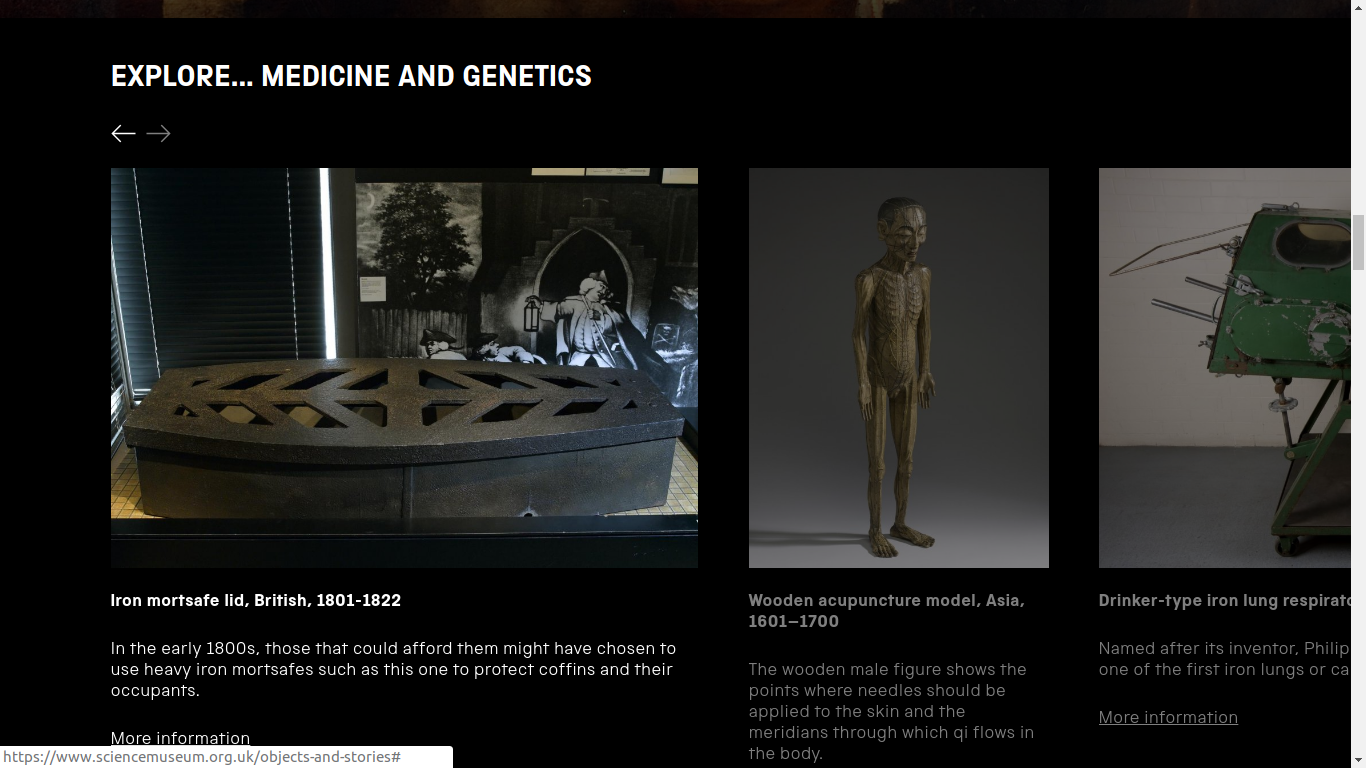 EXPLORE... MEDICINE AND GENETICS
Iron mortsafe lid, British, 1801-1822
In the early 1800s, those that could afford them might have chosen to
use heavy iron mortsafes such as this one to protect coffins and their
occupants.
More information
Wooden acupuncture model, Asia,
1601–1700
The wooden male figure shows the
points where needles should be
applied to the skin and the
meridians through which qi flows in
the body.
Drinker-type iron lung respirato
Named after its inventor, Philip
one of the first iron lungs or ca
More information
https://www.sciencemuseum.org.uk/objects-and-stories#